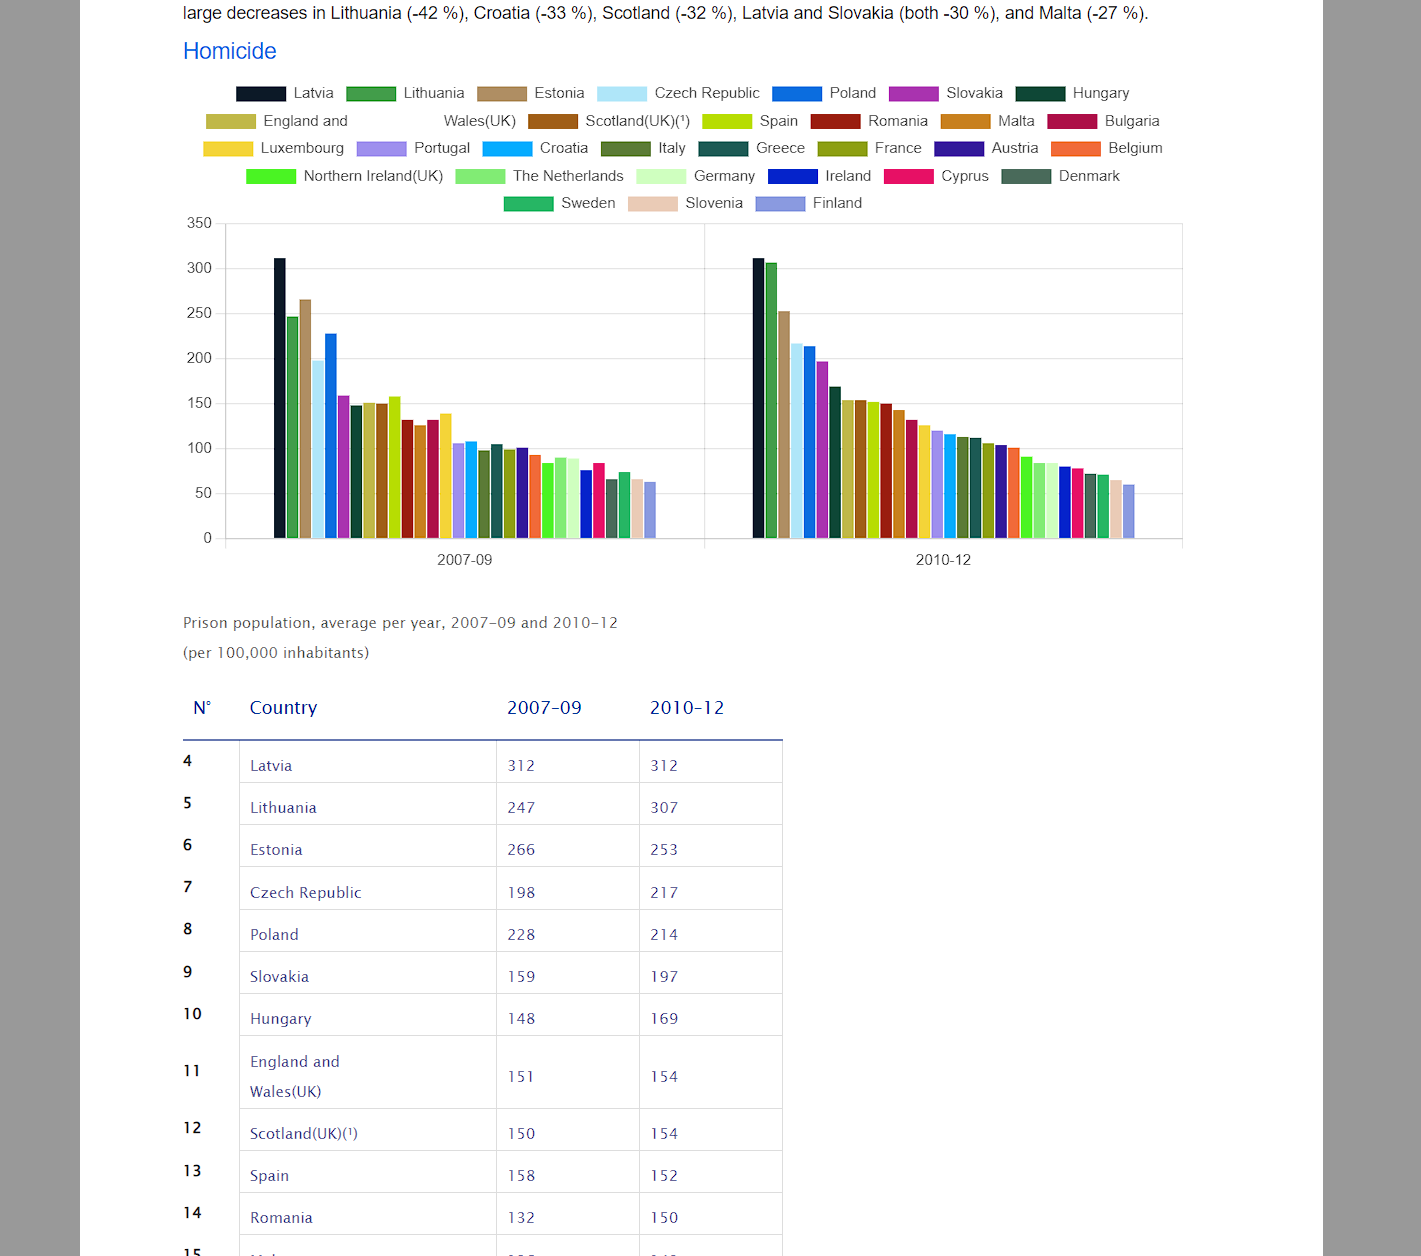 large decreases in Lithuania (-42 %), Croatia (-33 %), Scotland (-32 %), Latvia and Slovakia (both -30 %), and Malta (-27 %).
Homicide
Latvia Lithuania Estonia Czech Republic Poland Slovakia Hungary
England and Wales(UK) Scotland(UK)(¹) Spain Romania Malta Bulgaria
Luxembourg Portugal Croatia Italy Greece France Austria Belgium
Northern Ireland(UK) The Netherlands Germany Ireland Cyprus Denmark
Sweden Slovenia Finland
350
300
250
200
150
100
50
0
2007-09 2010-12
Prison population, average per year, 2007–09 and 2010–12
(per 100,000 inhabitants)
N° Country 2007–09 2010–12
4 Latvia 312 312
5 Lithuania 247 307
6 Estonia 266 253
7 Czech Republic 198 217
8 Poland 228 214
9 Slovakia 159 197
10 Hungary 148 169
11 England and
Wales(UK) 151 154
12 Scotland(UK)(¹) 150 154
13 Spain 158 152
14 Romania 132 150
15